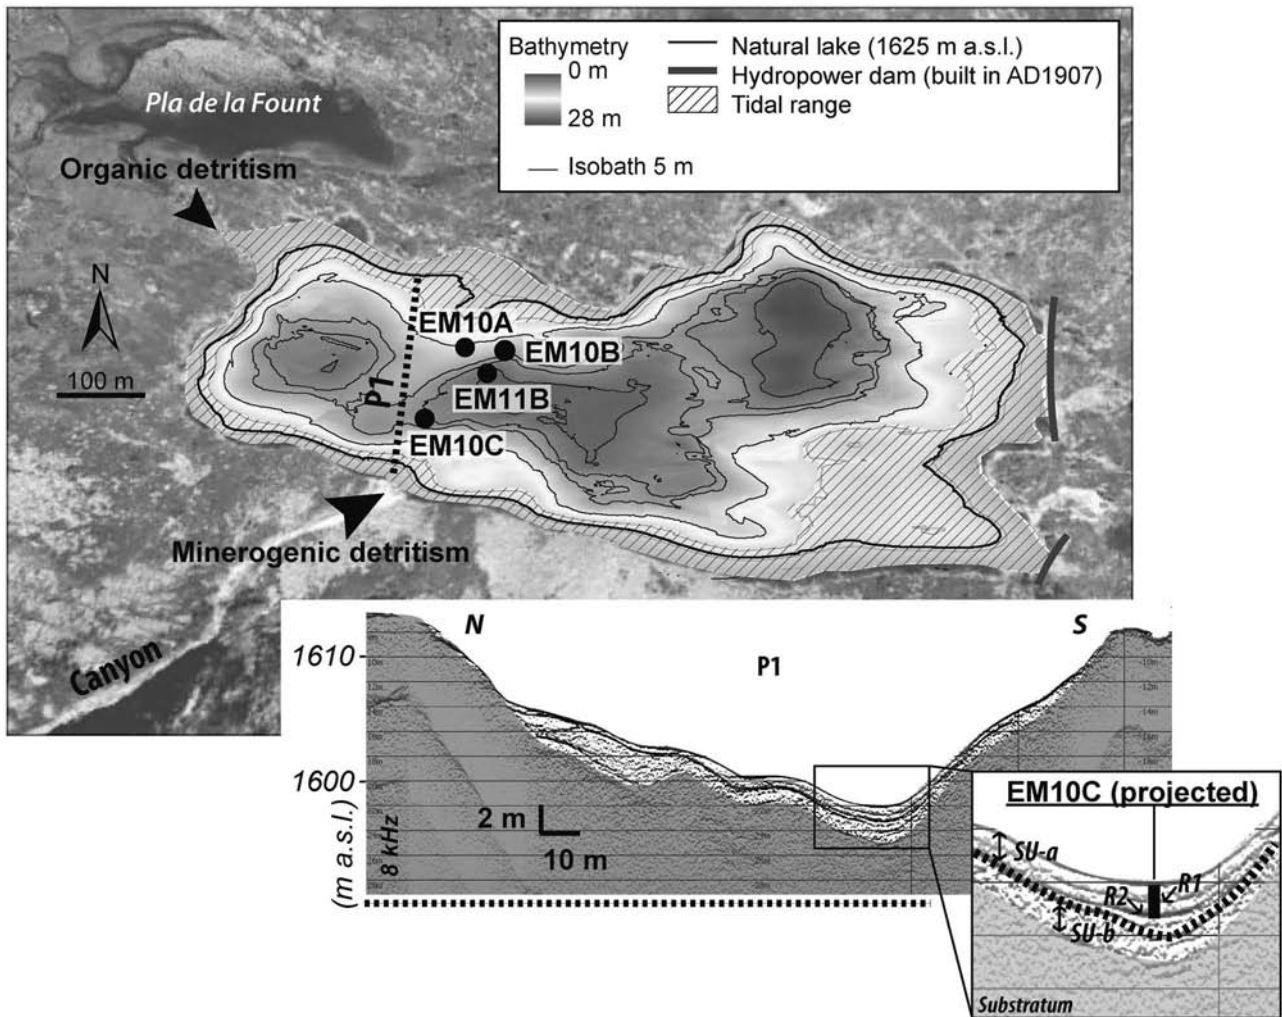 Bathymetry
0 m
28 m
Isobath 5 m
Natural lake (1625 m a.s.l.)
Hydropower dam (built in AD1907)
Tidal range
Pla de la Fount
Organic detritism
N
100 m
P1
EM10A
EM10B
EM11B
EM10C
Minerogenic detritism
Canyon
N
S
P1
1610
1600
(m a.s.l.)
8 kHz
2 m
10 m
EM10C (projected)
SU-a
R2
R1
SU-b
Substratum